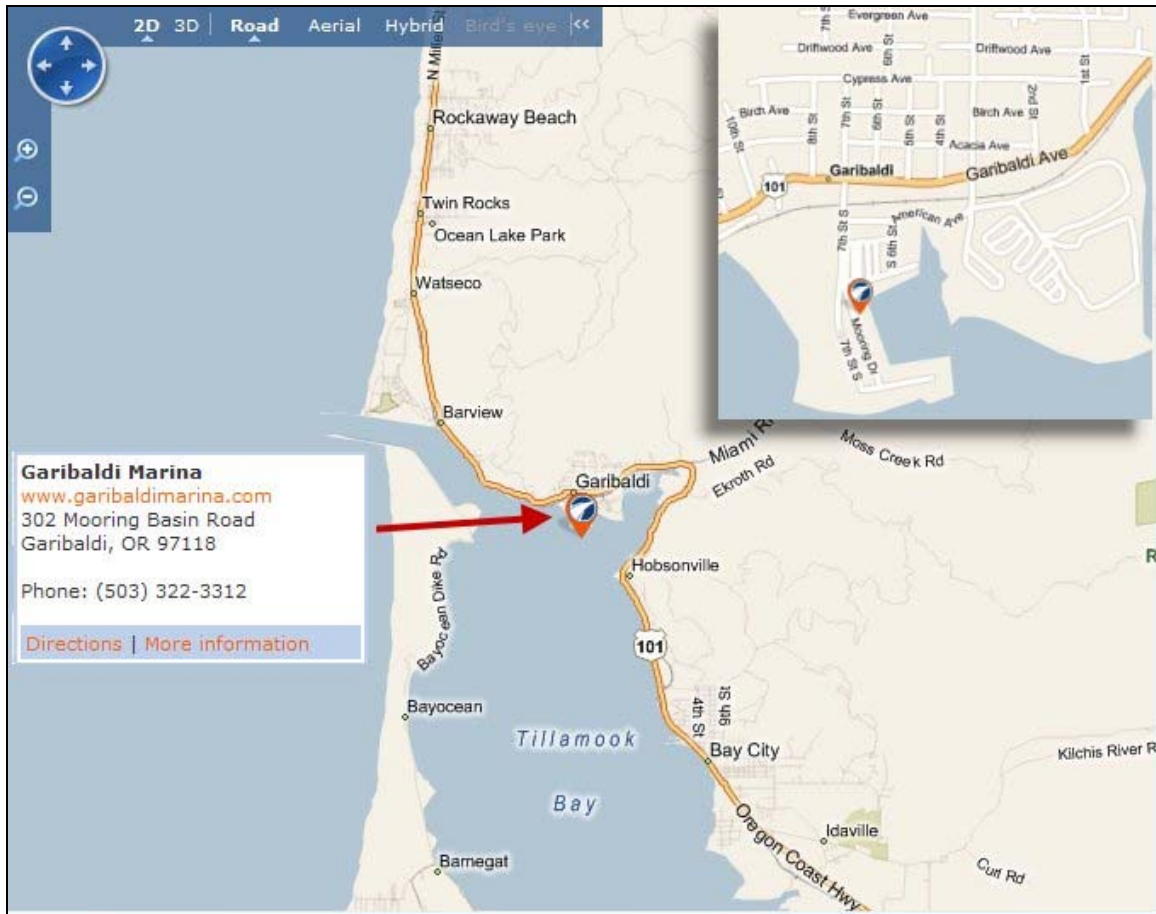 2D 3D | Road Aerial Hybrid Bird's eye <<
N Mille
Rockaway Beach
Twin Rocks
Ocean Lake Park
Watseco
Barview
Garibaldi
Miami R
Ekroth Rd
Moss Creek Rd
Hobsonville
R
101
Bayocean Dike Rd
Bayocean
4th St
9th St
Tillamook
Bay
Bay City
Kilchis River R
Oregon Coast Hwy
Idaville
Curl Rd
Barnegat
Garibaldi Marina
www.garibaldimarina.com
302 Mooring Basin Road
Garibaldi, OR 97118
Phone: (503) 322-3312
Directions | More information
7th St
Evergreen Ave
Driftwood Ave
6th St
Driftwood Ave
1st St
Cypress Ave
2nd St
Birch Ave
10th St
8th St
7th St
6th St
5th St
4th St
Birch Ave
Acacia Ave
Garibaldi Ave
Garibaldi
101
American Ave
7th St S
S 6th St
Mooring Dr
7th St S